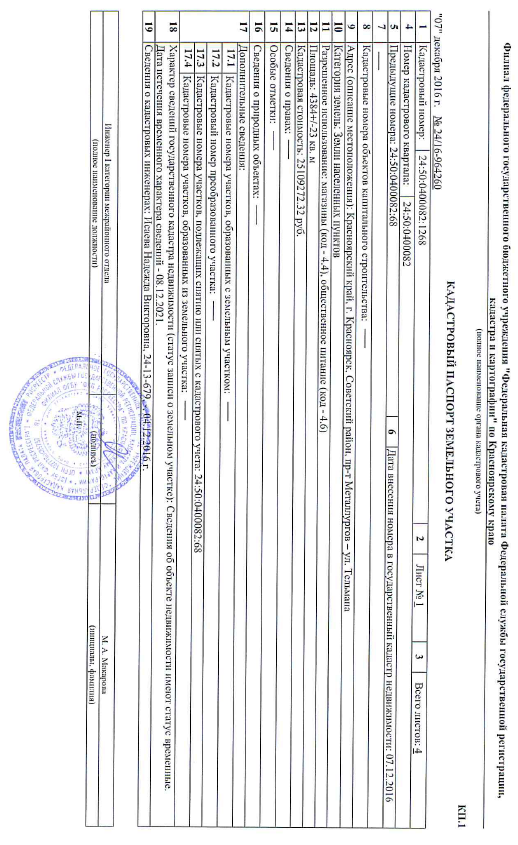 Филиал федерального государственного бюджетного учреждения "Федеральная кадастровая палата Федеральной службы государственной регистрации,
кадастра и картографии" по Красноярскому краю
(полное наименование органа кадастрового учета)
КП.1
КАДАСТРОВЫЙ ПАСПОРТ ЗЕМЕЛЬНОГО УЧАСТКА
"07" декабря 2016 г. № 24/16-964260
1 Кадастровый номер: 24:50:0400082:1268 2 Лист № 1 3 Всего листов: 4
4 Номер кадастрового квартала: 24:50:0400082
5 Предыдущие номера: 24:50:0400082:68 6 Дата внесения номера в государственный кадастр недвижимости: 07.12.2016
7 —
8 Кадастровые номера объектов капитального строительства: —
9 Адрес (описание местоположения): Красноярский край, г. Красноярск, Советский район, пр-т Металлургов – ул. Тельмана
10 Категория земель: Земли населенных пунктов
11 Разрешенное использование: магазины (код - 4.4), общественное питание (код - 4.6)
12 Площадь: 4384+/-23 кв. м
13 Кадастровая стоимость: 25109272.32 руб.
14 Сведения о правах: —
15 Особые отметки: —
16 Сведения о природных объектах: —
17 Дополнительные сведения:
17.1 Кадастровые номера участков, образованных с земельным участком: —
17.2 Кадастровый номер преобразованного участка: —
17.3 Кадастровые номера участков, подлежащих снятию или снятых с кадастрового учета: 24:50:0400082:68
17.4 Кадастровые номера участков, образованных из земельного участка: —
18 Характер сведений государственного кадастра недвижимости (статус записи о земельном участке): Сведения об объекте недвижимости имеют статус временные.
Дата истечения временного характера сведений - 08.12.2021.
19 Сведения о кадастровых инженерах: Пецева Надежда Викторовна, 24-13-679, 12.2016 г.
Инженер I категории межрайонного отдела М. А. Макарова
(полное наименование должности) М.П. (подпись) (инициалы, фамилия)